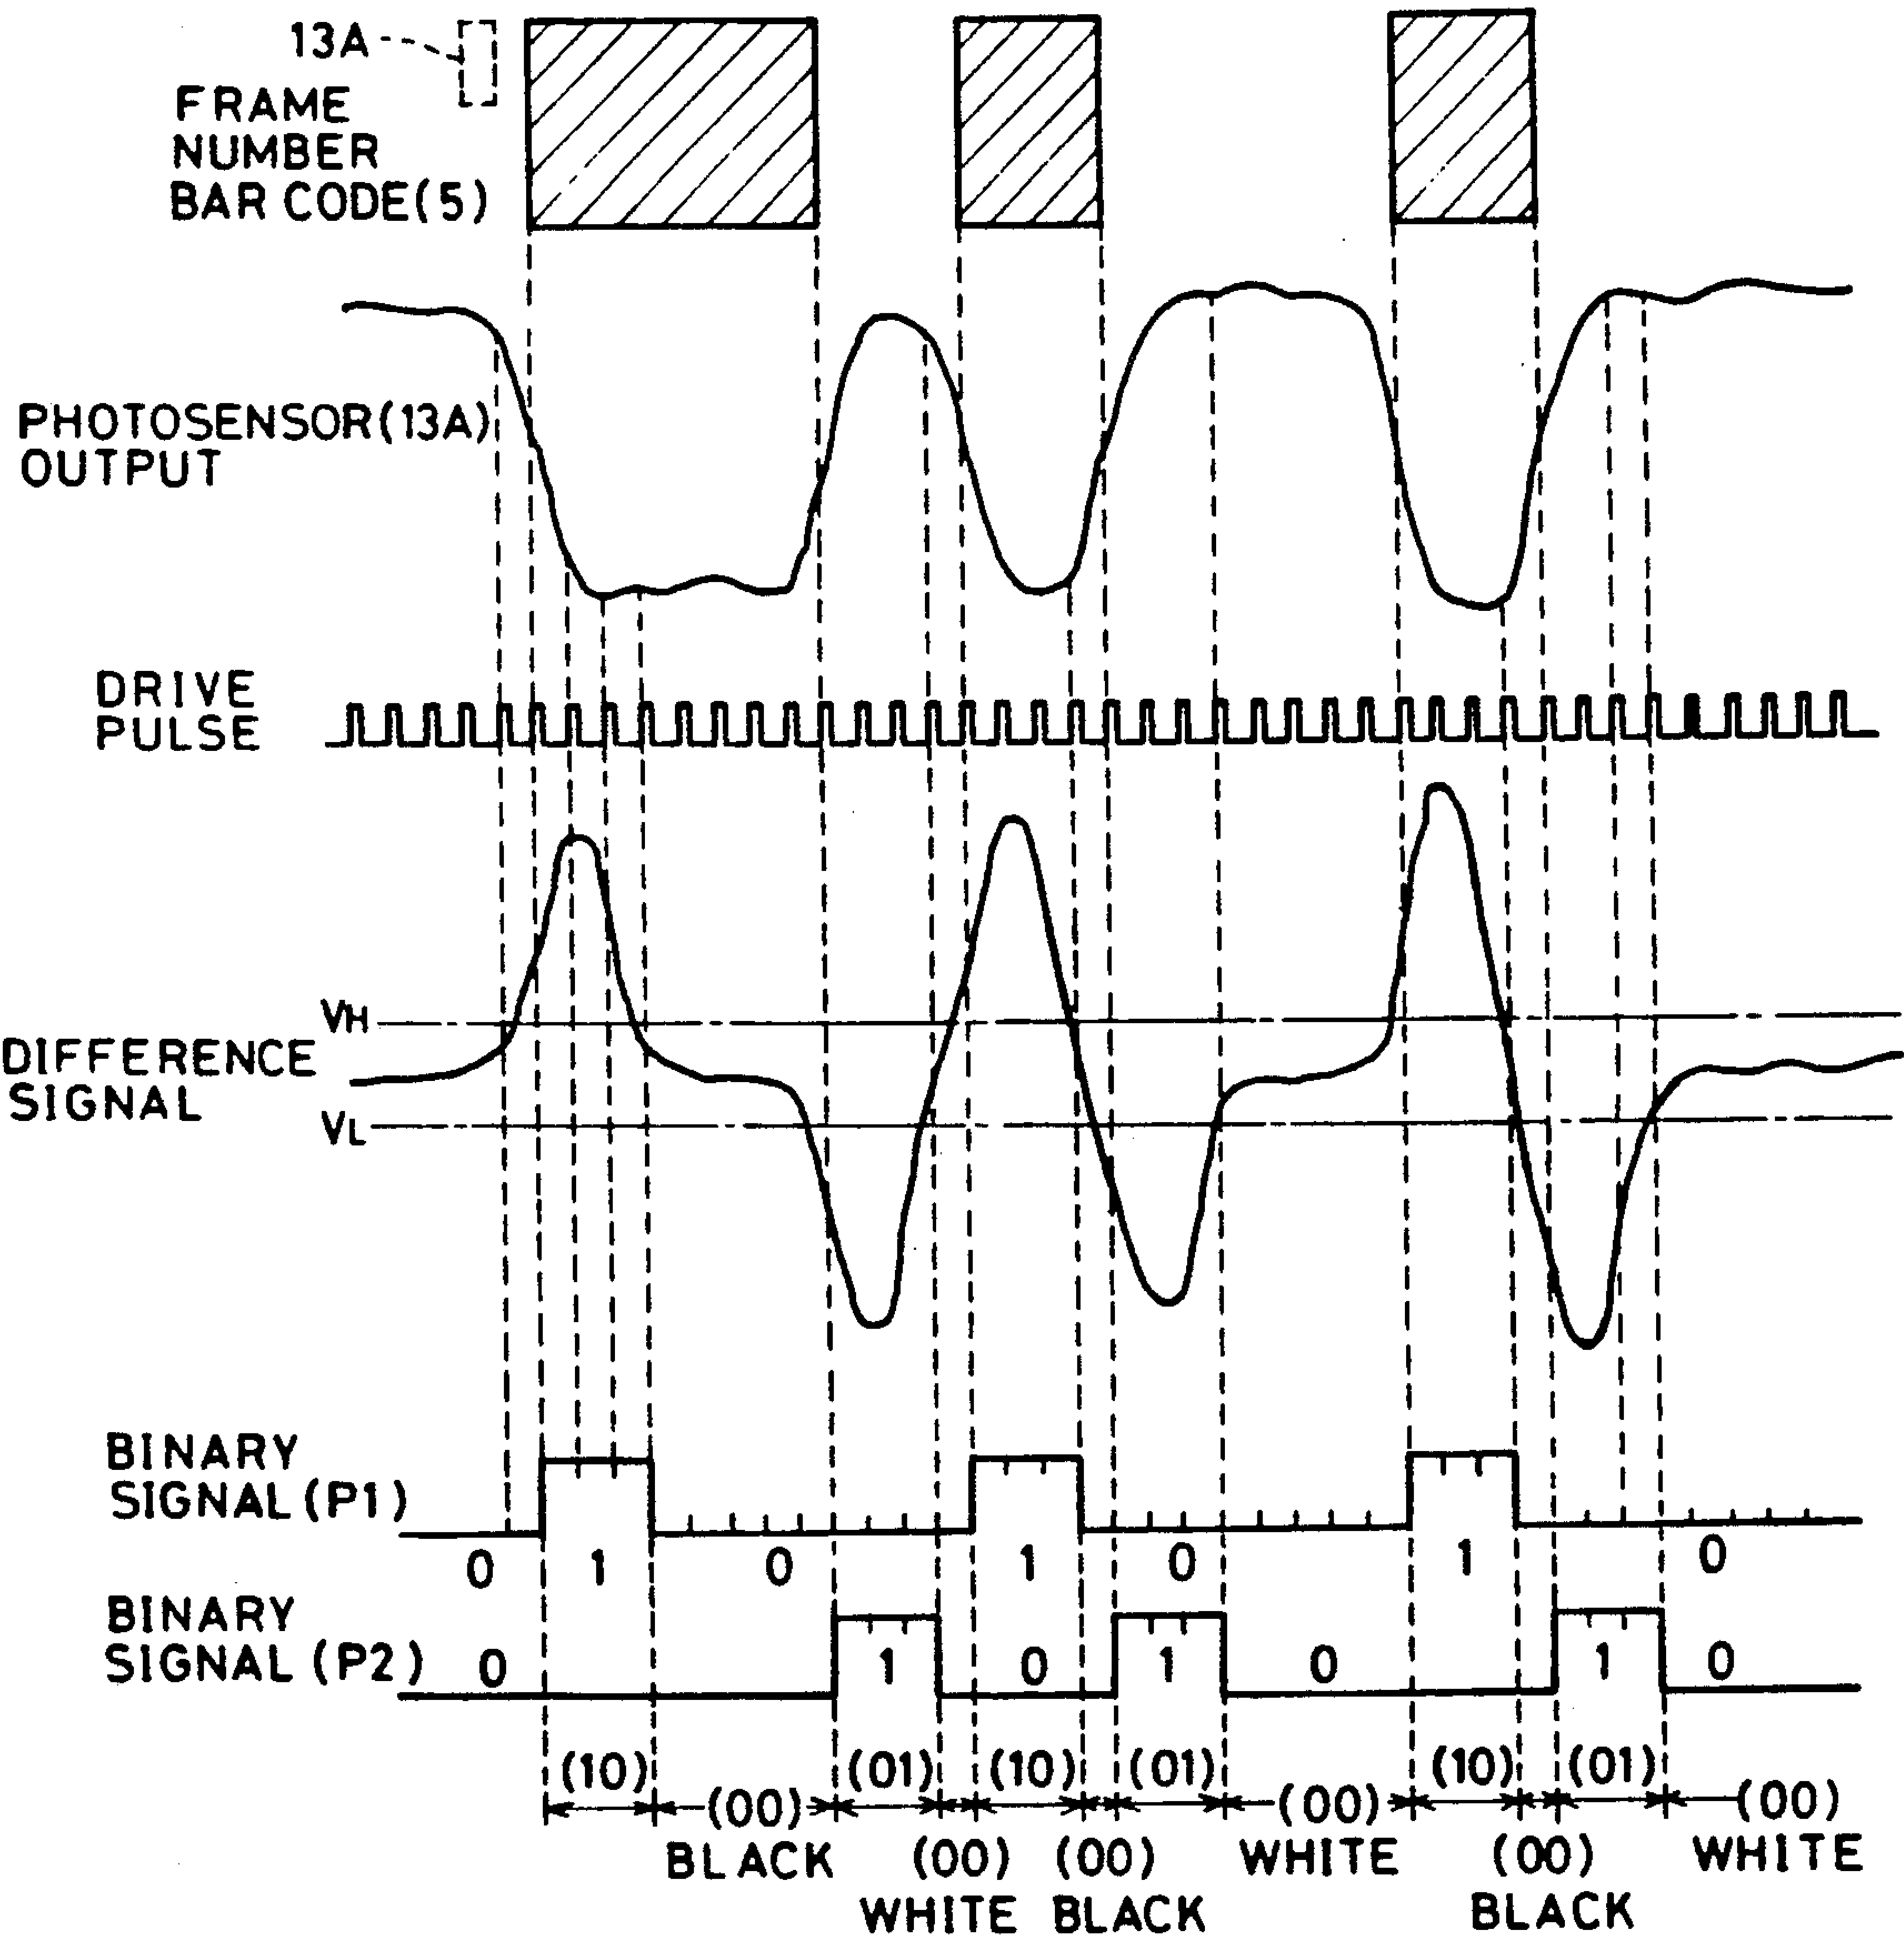 13A
FRAME
NUMBER
BAR CODE(5)
PHOTOSENSOR(13A)
OUTPUT
DRIVE
PULSE
VH
DIFFERENCE
SIGNAL
VL
BINARY
SIGNAL(P1)
0 1 0 1 0 1 0
BINARY
SIGNAL(P2)
0 1 0 1 0 1 0
(10) (01) (10) (01) (10) (01)
(00) (00) (00)
BLACK (00) (00) WHITE (00) WHITE
WHITE BLACK BLACK